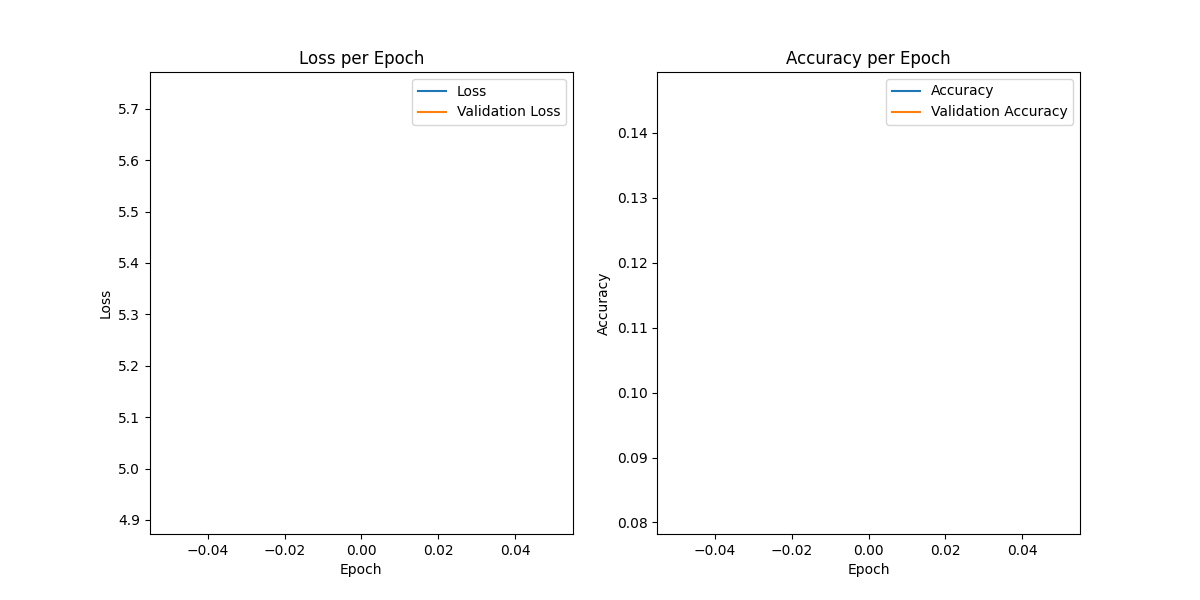 Loss per Epoch
Loss
Validation Loss
5.7
5.6
5.5
5.4
5.3
5.2
5.1
5.0
4.9
Loss
−0.04 −0.02 0.00 0.02 0.04
Epoch
Accuracy per Epoch
Accuracy
Validation Accuracy
0.14
0.13
0.12
0.11
0.10
0.09
0.08
Accuracy
−0.04 −0.02 0.00 0.02 0.04
Epoch